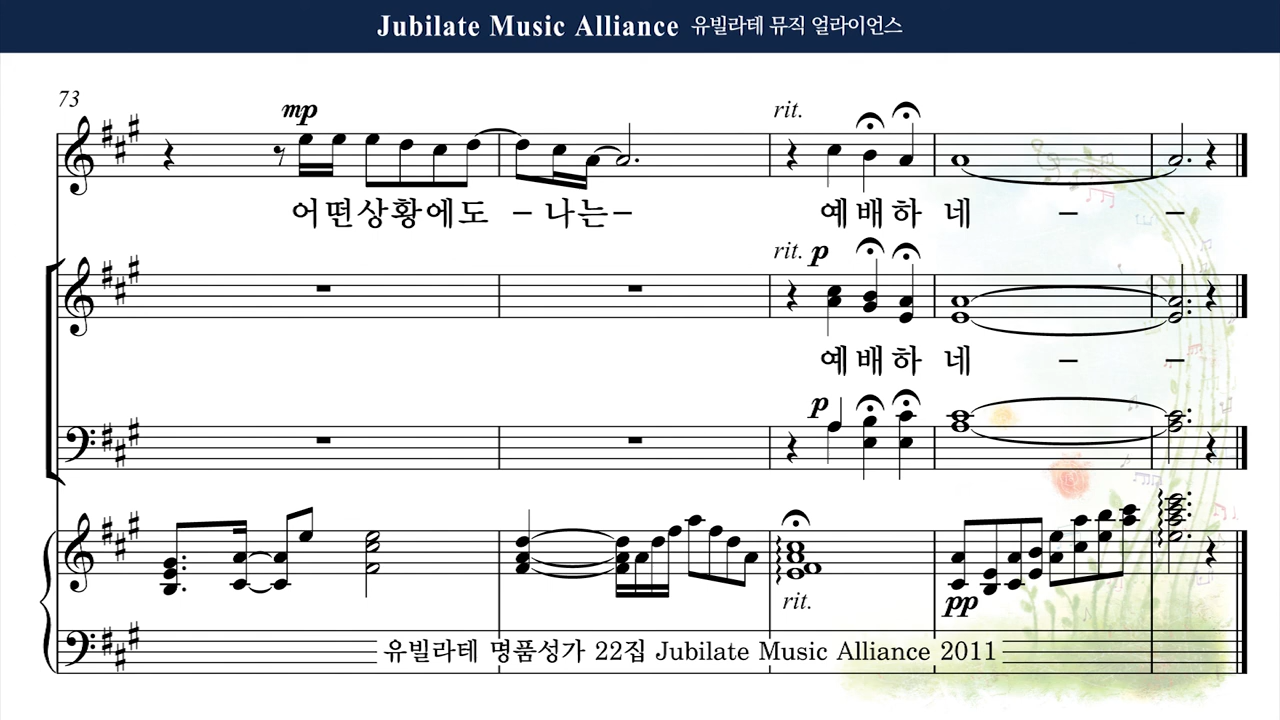 Jubilate Music Alliance 유빌라테 뮤직 얼라이언스
73
mp
rit.
어떤상황에도 – 나는– 예배하 네 – –
rit. p
예배하 네 – –
p
rit.
pp
유빌라테 명품성가 22집 Jubilate Music Alliance 2011